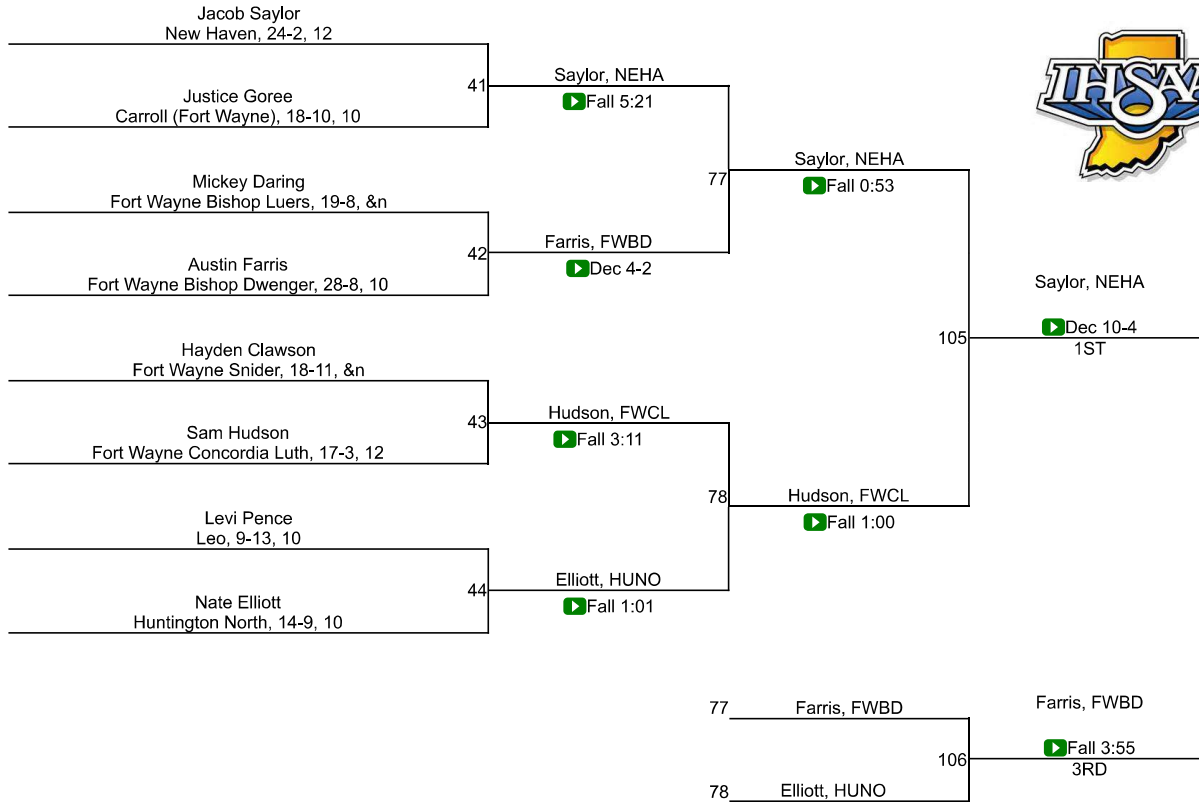 Jacob Saylor
New Haven, 24-2, 12
41
Justice Goree
Carroll (Fort Wayne), 18-10, 10
Saylor, NEHA
Fall 5:21
77
Mickey Daring
Fort Wayne Bishop Luers, 19-8, &n
42
Austin Farris
Fort Wayne Bishop Dwenger, 28-8, 10
Farris, FWBD
Dec 4-2
Saylor, NEHA
Fall 0:53
105
Hayden Clawson
Fort Wayne Snider, 18-11, &n
43
Sam Hudson
Fort Wayne Concordia Luth, 17-3, 12
Hudson, FWCL
Fall 3:11
78
Levi Pence
Leo, 9-13, 10
44
Nate Elliott
Huntington North, 14-9, 10
Elliott, HUNO
Fall 1:01
Hudson, FWCL
Fall 1:00
IHSAA
Saylor, NEHA
Dec 10-4
1ST
77
Farris, FWBD
106
78
Elliott, HUNO
Farris, FWBD
Fall 3:55
3RD